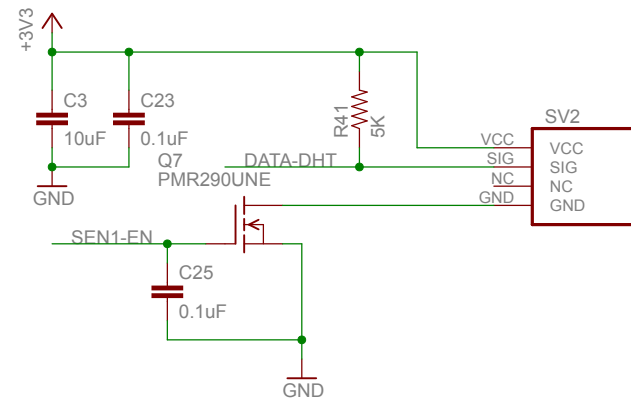 +3V3
C3
10uF
C23
0.1uF
R41
5K
SV2
VCC
VCC
SIG
SIG
NC
NC
GND
GND
Q7
PMR290UNE
DATA-DHT
GND
SEN1-EN
C25
0.1uF
GND